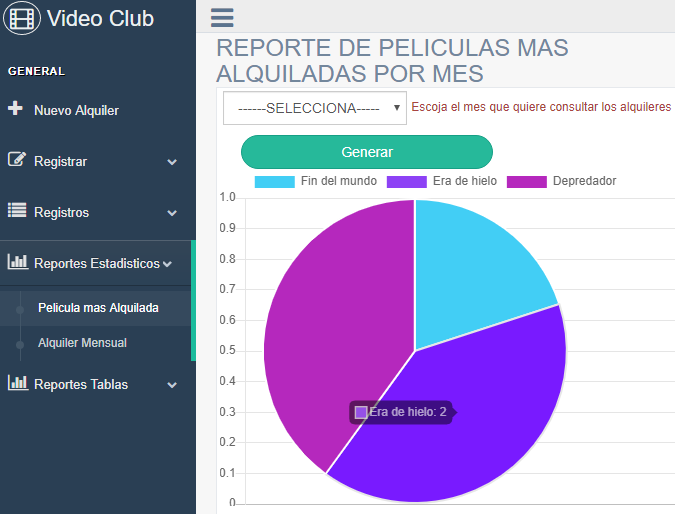 Video Club
GENERAL
Nuevo Alquiler
Registrar
Registros
Reportes Estadisticos
Pelicula mas Alquilada
Alquiler Mensual
Reportes Tablas
REPORTE DE PELICULAS MAS
ALQUILADAS POR MES
------SELECCIONA-----
Escoja el mes que quiere consultar los alquileres
Generar
Fin del mundo
Era de hielo
Depredador
1.0
0.9
0.8
0.7
0.6
0.5
0.4
0.3
0.2
0.1
0
Era de hielo: 2